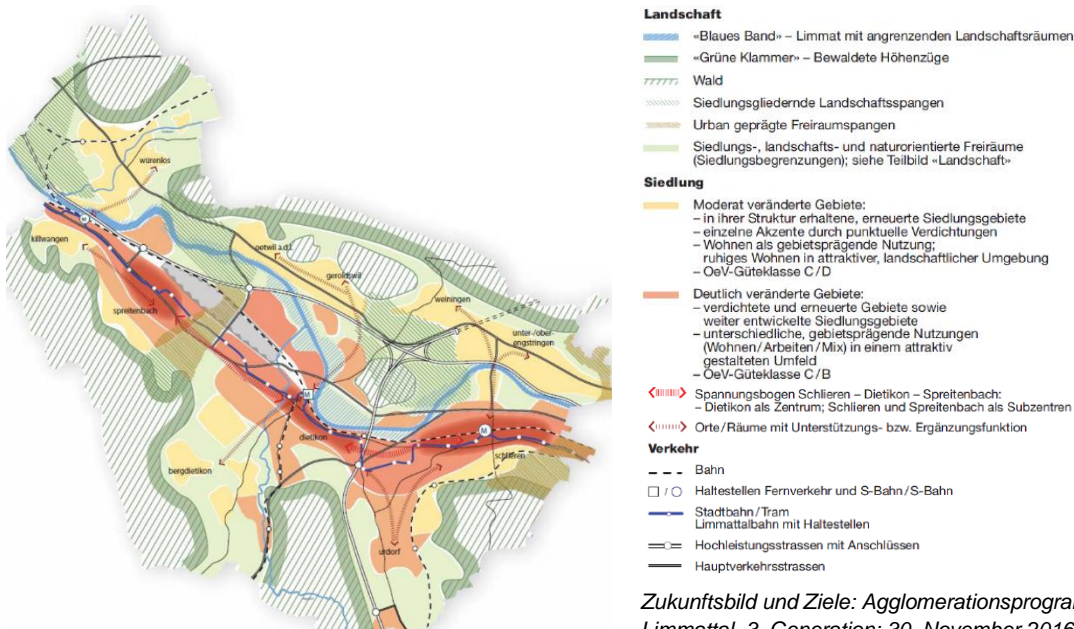 würenlos
killwangen
oetwil a.d.l.
geroldswil
spreitenbach
weiningen
unter-/ober-
engstringen
dietikon
schlieren
bergdietikon
urdorf
M
M
M
Landschaft
«Blaues Band» – Limmat mit angrenzenden Landschaftsräumen
«Grüne Klammer» – Bewaldete Höhenzüge
Wald
Siedlungsgliedernde Landschaftsspangen
Urban geprägte Freiraumspangen
Siedlungs-, landschafts- und naturorientierte Freiräume
(Siedlungsbegrenzungen); siehe Teilbild «Landschaft»
Siedlung
Moderat veränderte Gebiete:
– in ihrer Struktur erhaltene, erneuerte Siedlungsgebiete
– einzelne Akzente durch punktuelle Verdichtungen
– Wohnen als gebietsprägende Nutzung;
ruhiges Wohnen in attraktiver, landschaftlicher Umgebung
– OeV-Güteklasse C/D
Deutlich veränderte Gebiete:
– verdichtete und erneuerte Gebiete sowie
weiter entwickelte Siedlungsgebiete
– unterschiedliche, gebietsprägende Nutzungen
(Wohnen/Arbeiten/Mix) in einem attraktiv
gestalteten Umfeld
– OeV-Güteklasse C/B
Spannungsbogen Schlieren – Dietikon – Spreitenbach:
– Dietikon als Zentrum; Schlieren und Spreitenbach als Subzentren
Orte/Räume mit Unterstützungs- bzw. Ergänzungsfunktion
Verkehr
Bahn
Haltestellen Fernverkehr und S-Bahn/S-Bahn
Stadtbahn/Tram
Limmattalbahn mit Haltestellen
Hochleistungsstrassen mit Anschlüssen
Hauptverkehrsstrassen
Zukunftsbild und Ziele: Agglomerationsprogra
Limmattal, 3. Generation; 30. November 2016